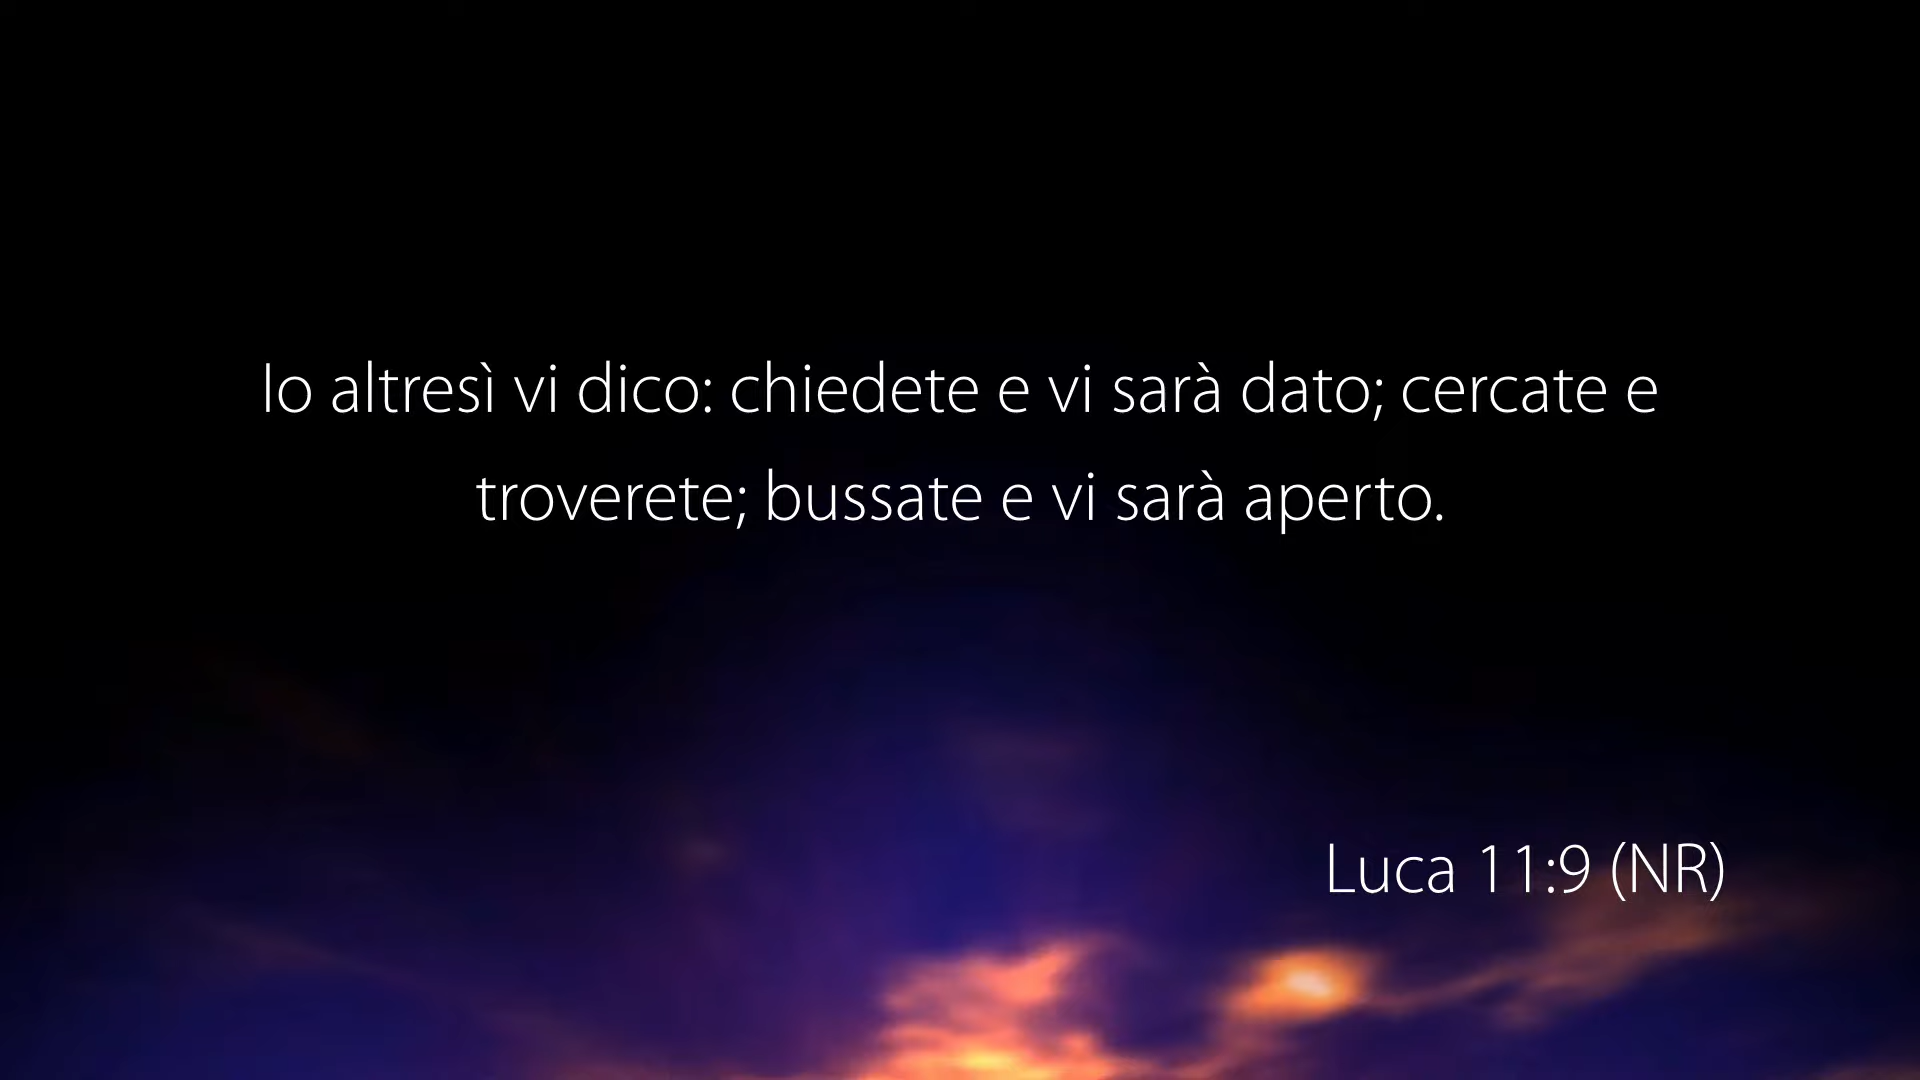 Io altresì vi dico: chiedete e vi sarà dato; cercate e
troverete; bussate e vi sarà aperto.
Luca 11:9 (NR)